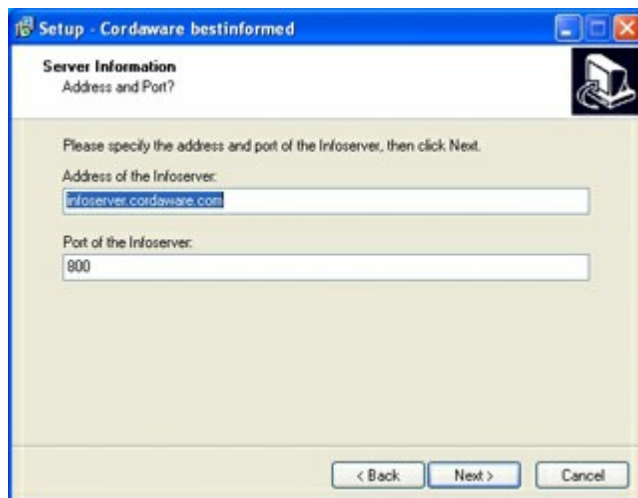 Setup - Cordaware bestinformed
Server Information
Address and Port?
Please specify the address and port of the Infoserver, then click Next.
Address of the Infoserver:
infoserver.cordaware.com
Port of the Infoserver:
800
< Back Next > Cancel